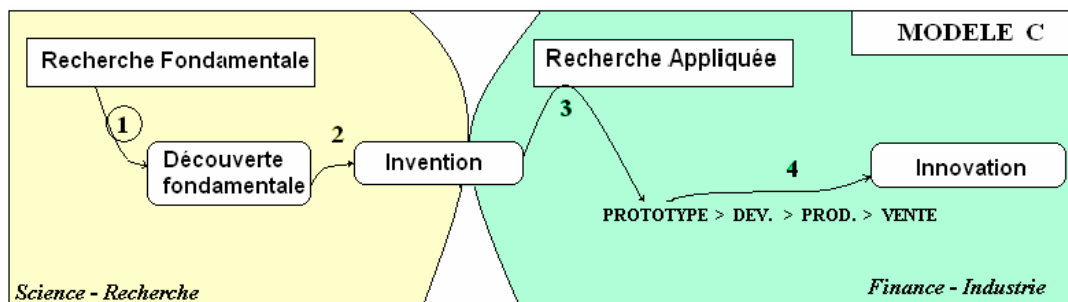 MODELE C
Recherche Fondamentale
Recherche Appliquée
1
2
3
4
Découverte
fondamentale
Invention
Innovation
PROTOTYPE > DEV. > PROD. > VENTE
Science - Recherche
Finance - Industrie